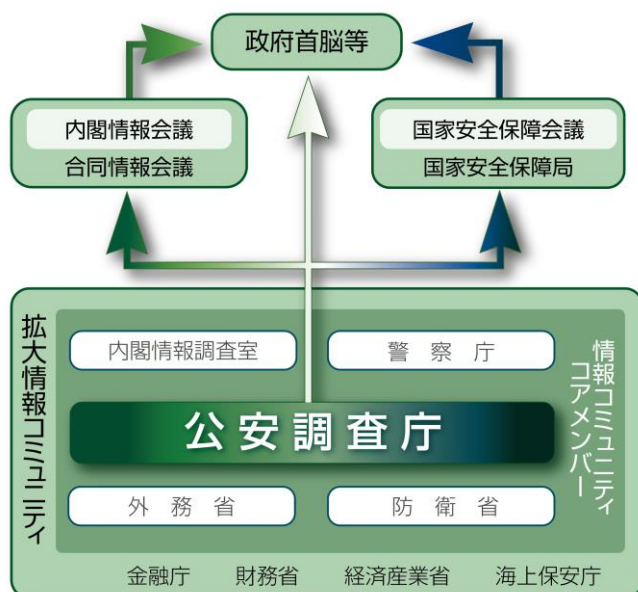 政府首脳等
内閣情報会議
合同情報会議
国家安全保障会議
国家安全保障局
拡大情報コミュニティ
内閣情報調査室
警察庁
情報コミュニティ
コアメンバー
公安調査庁
外務省
防衛省
金融庁 財務省 経済産業省 海上保安庁